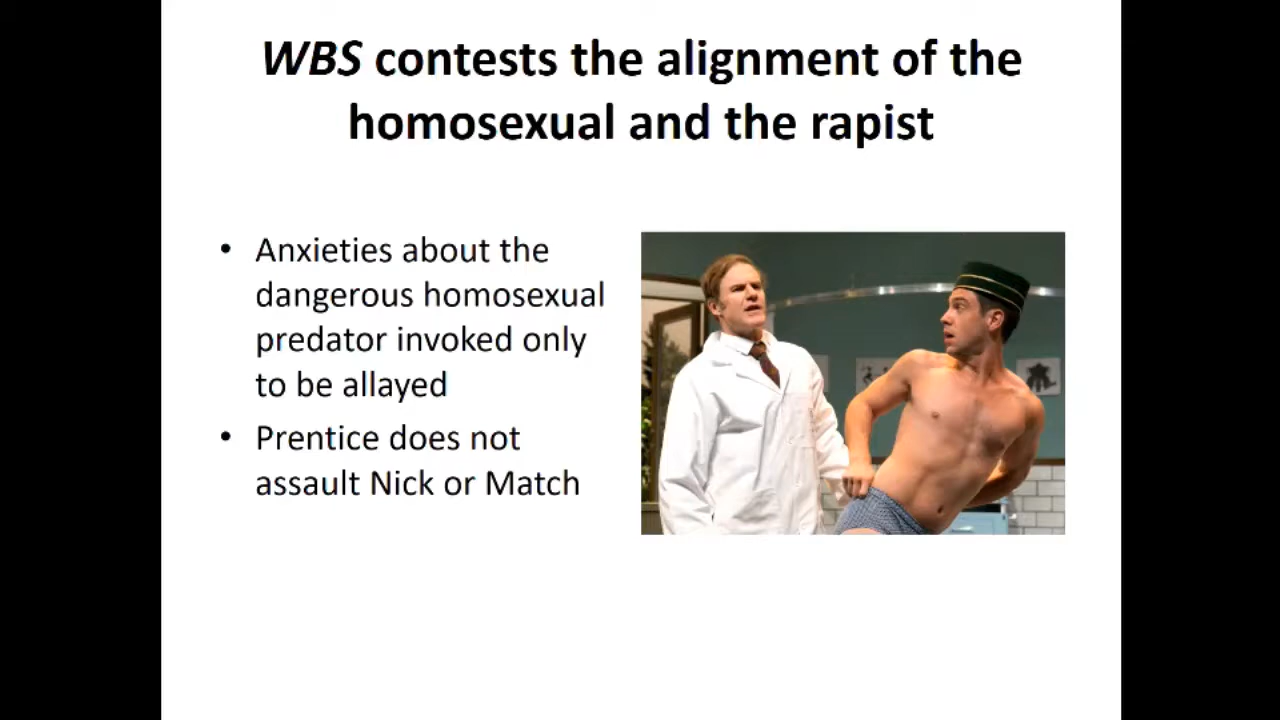 WBS contests the alignment of the
homosexual and the rapist
• Anxieties about the
dangerous homosexual
predator invoked only
to be allayed
• Prentice does not
assault Nick or Match